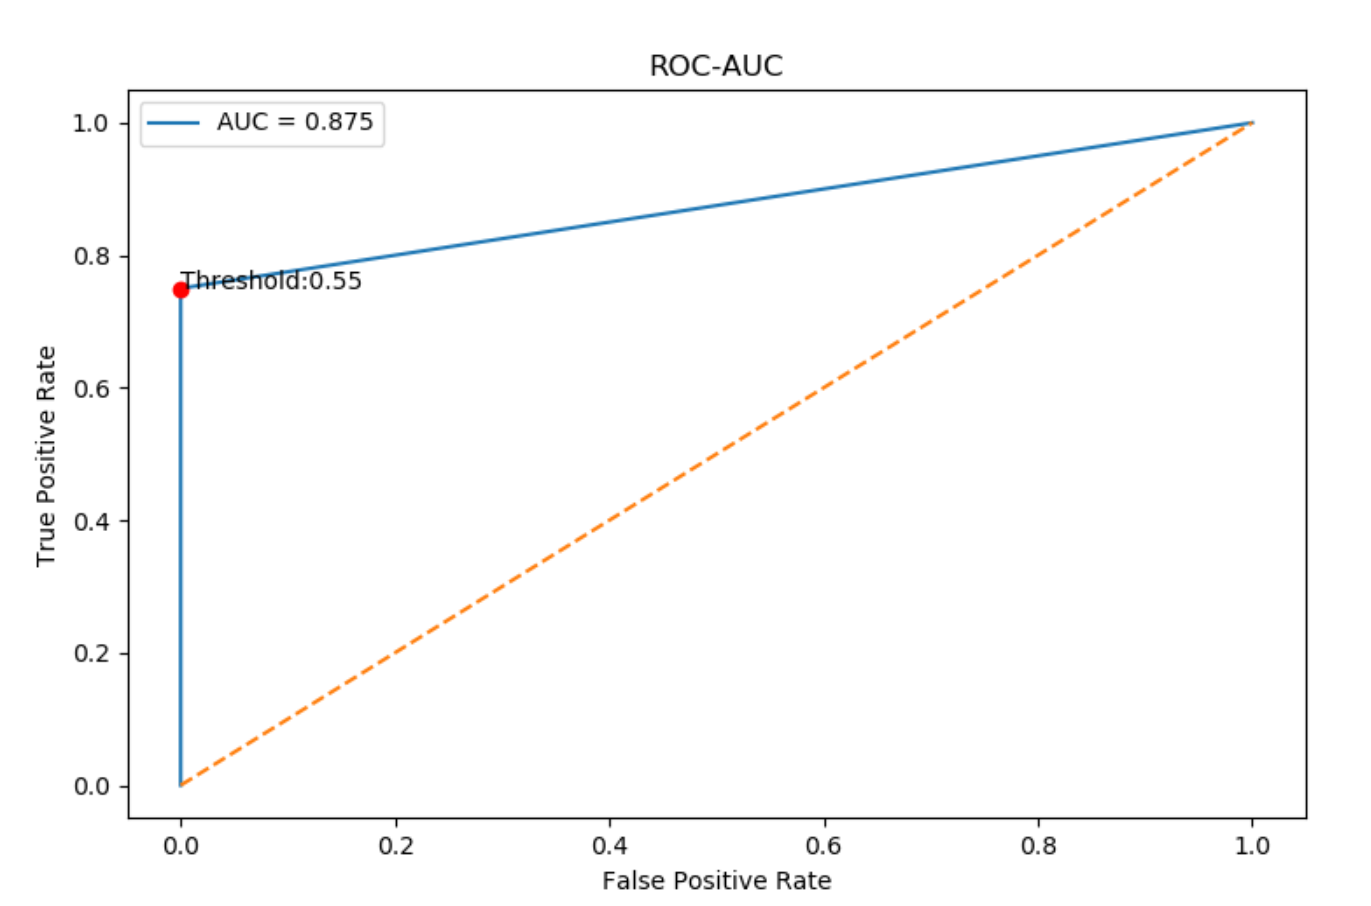 ROC-AUC
AUC = 0.875
1.0
0.8
Threshold:0.55
0.6
0.4
0.2
0.0
True Positive Rate
0.0 0.2 0.4 0.6 0.8 1.0
False Positive Rate